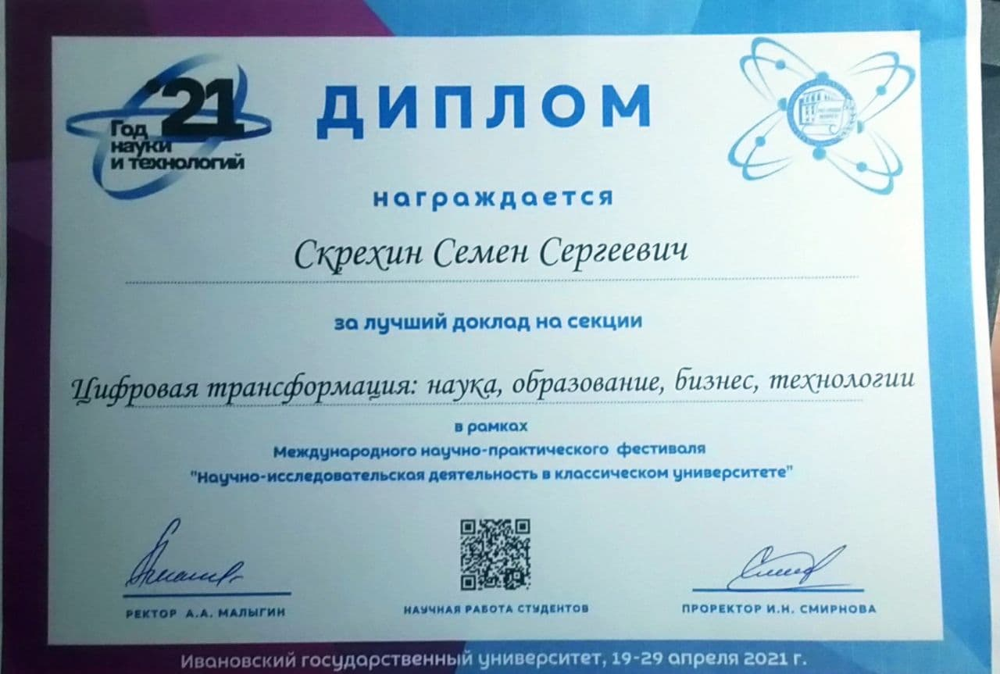 '21
Год
науки
и технологий
ДИПЛОМ
награждается
Скрехин Семен Сергеевич
за лучший доклад на секции
Цифровая трансформация: наука, образование, бизнес, технологии
в рамках
Международного научно-практического фестиваля
"Научно-исследовательская деятельность в классическом университете"
РЕКТОР А.А. МАЛЫГИН
НАУЧНАЯ РАБОТА СТУДЕНТОВ
ПРОРЕКТОР И.Н. СМИРНОВА
Ивановский государственный университет, 19-29 апреля 2021 г.